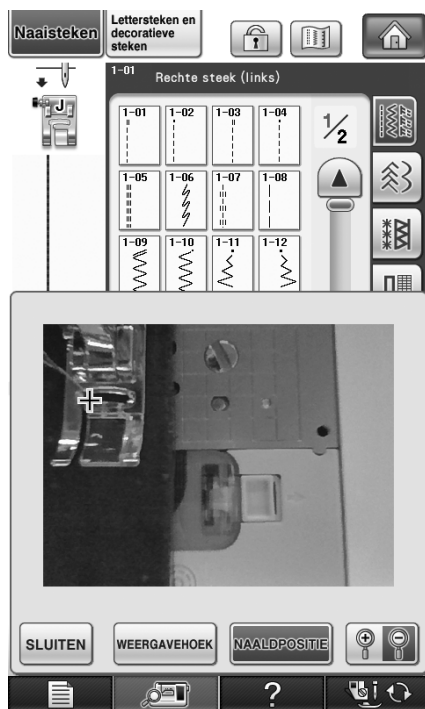 Naaisteken
Lettersteken en
decoratieve
steken
1-01
Rechte steek (links)
J
1-01 1-02 1-03 1-04
1/2
1-05 1-06 1-07 1-08
1-09 1-10 1-11 1-12
SLUITEN
WEERGAVEHOEK
NAALDPOSITIE
?